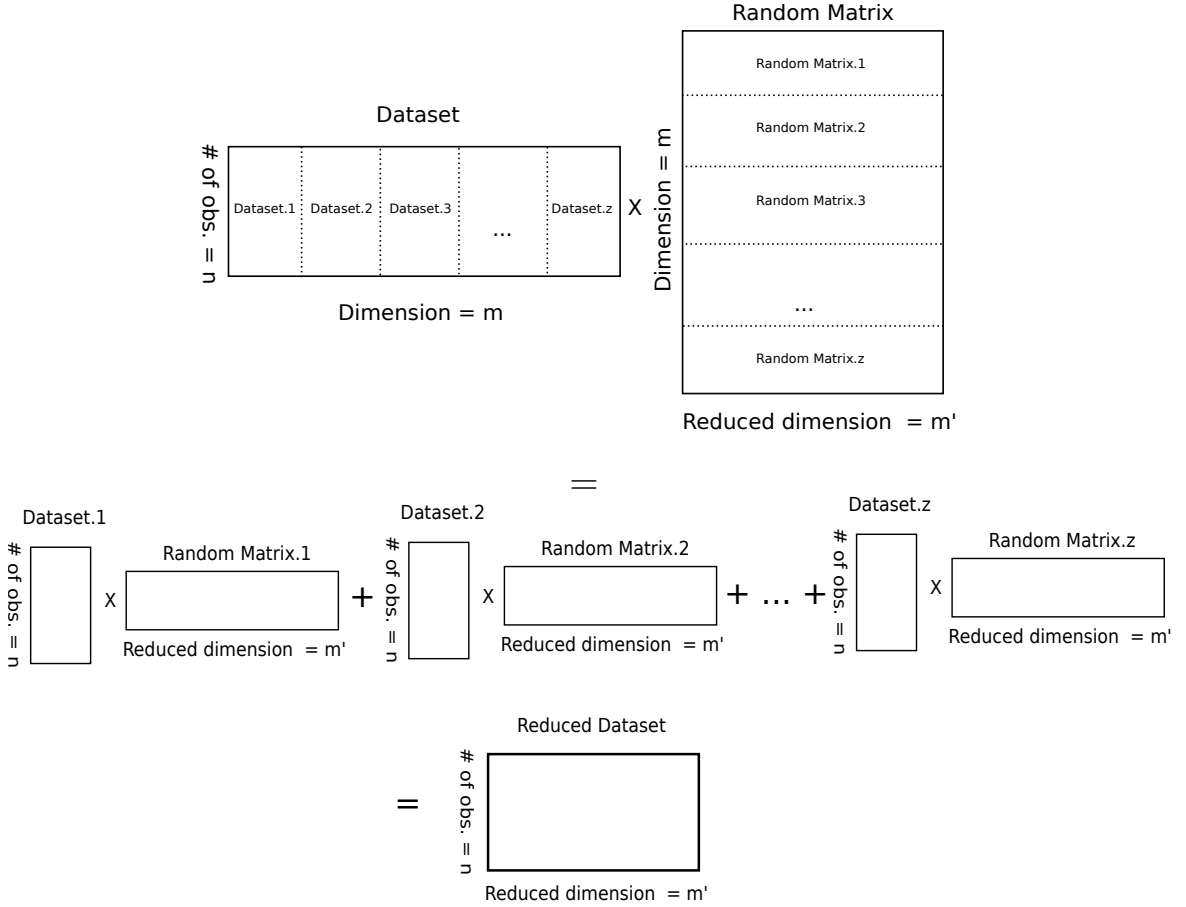 Random Matrix
Random Matrix.1
Random Matrix.2
Random Matrix.3
...
Random Matrix.z
Dimension = m
Reduced dimension = m'
Dataset
# of obs. = n
Dataset.1 Dataset.2 Dataset.3 ... Dataset.z
X
Dimension = m
=
Dataset.1
# of obs. = n
X
Random Matrix.1
Reduced dimension = m'
+
Dataset.2
# of obs. = n
X
Random Matrix.2
Reduced dimension = m'
+ ... +
Dataset.z
# of obs. = n
X
Random Matrix.z
Reduced dimension = m'
=
Reduced Dataset
# of obs. = n
Reduced dimension = m'